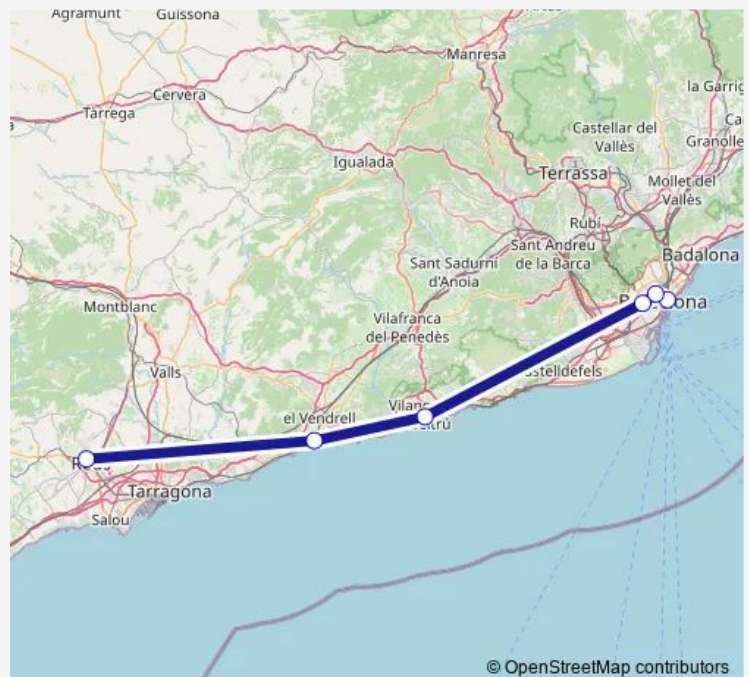 Agramunt
Guissona
Manresa
la Garrig
Tàrrega
Cervera
Castellar del
Vallès
Granolle
Igualada
Terrassa
Mollet del
Vallès
Rubí
Sant Andreu
de la Barca
Badalona
Sant Sadurní
d'Anoia
Montblanc
Vilafranca
del Penedès
Valls
el Vendrell
Tarragona
Salou
© OpenStreetMap contributors